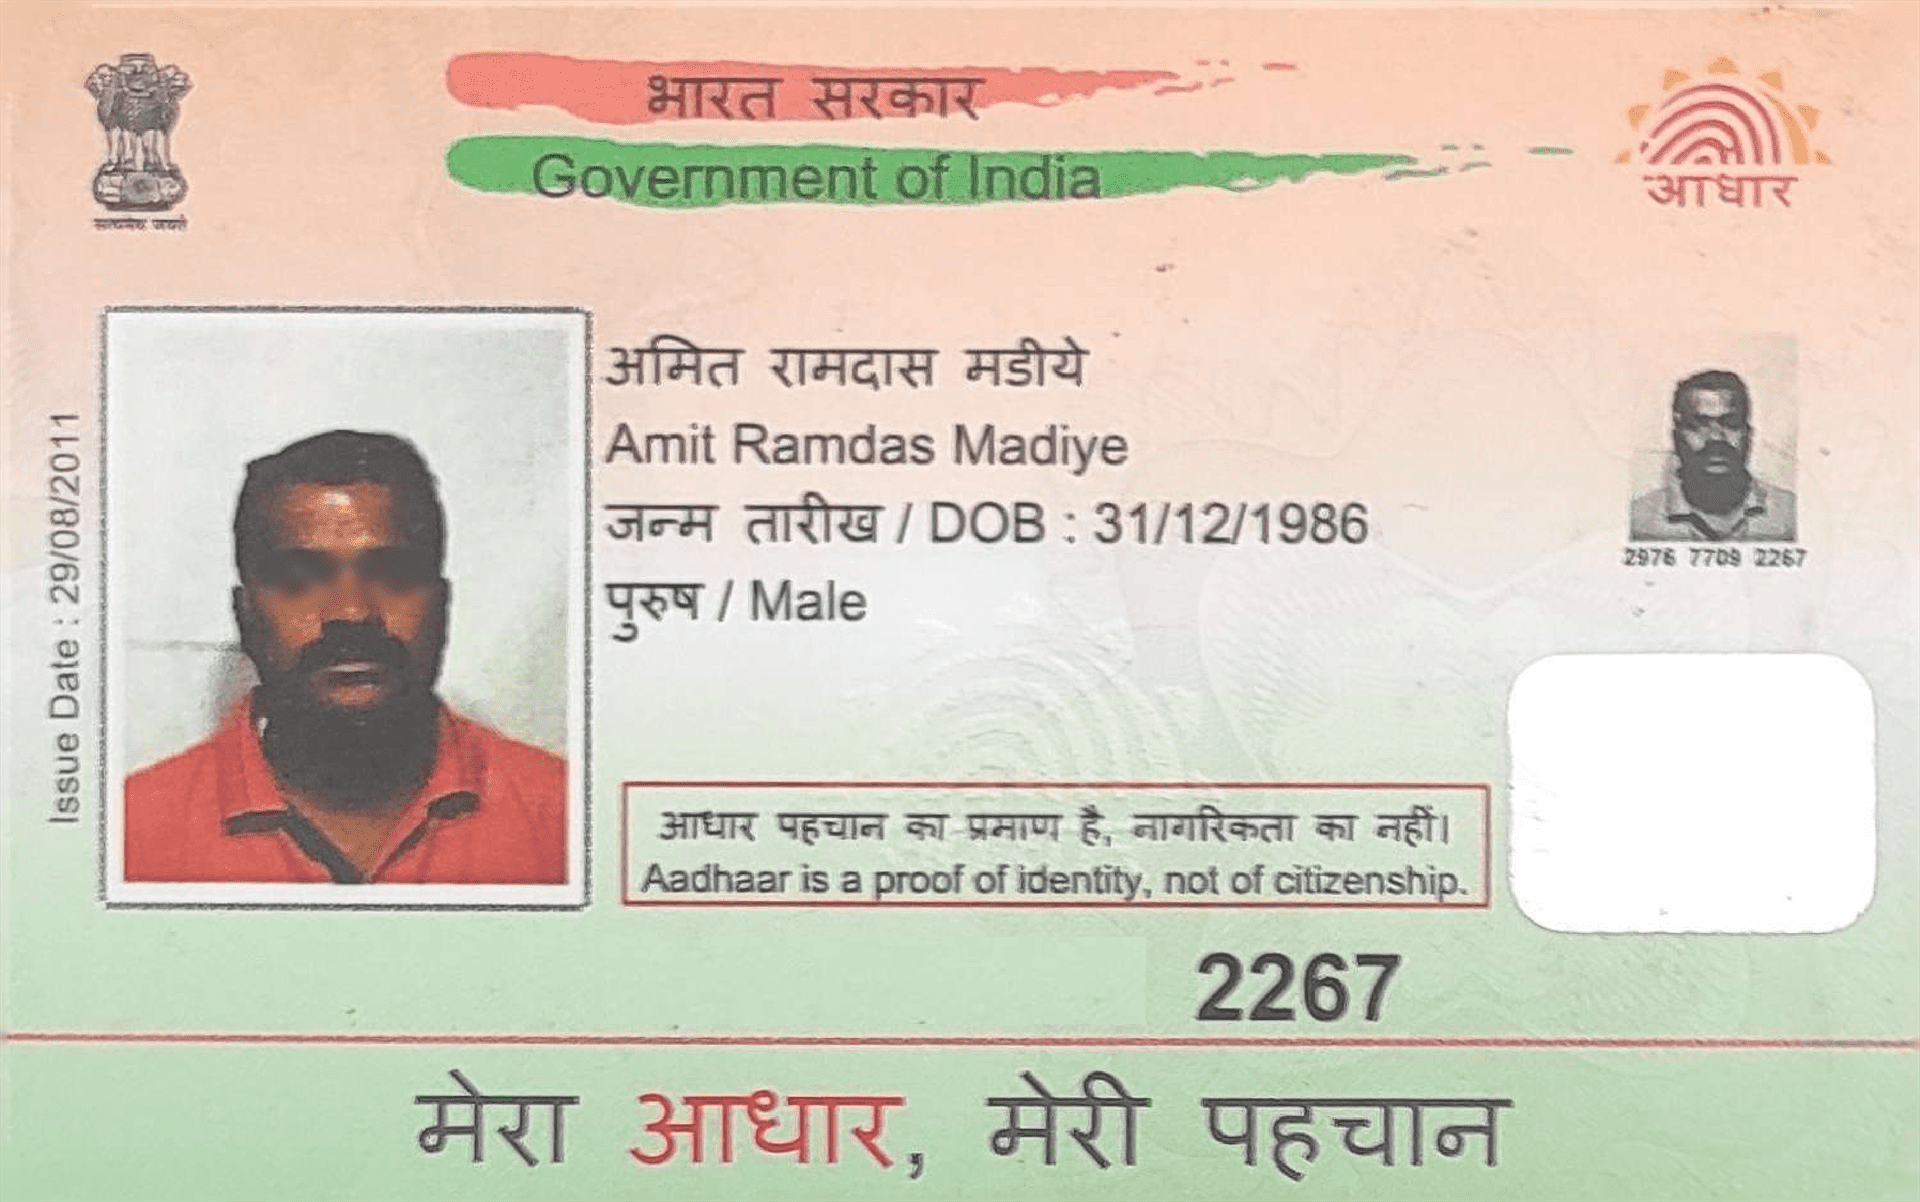 भारत सरकार
Government of India
सत्यमेव जयते
आधार
Issue Date : 29/08/2011
अमित रामदास मडीये
Amit Ramdas Madiye
जन्म तारीख / DOB : 31/12/1986
पुरुष / Male
2976 7709 2267
आधार पहचान का प्रमाण है, नागरिकता का नहीं।
Aadhaar is a proof of identity, not of citizenship.
2267
मेरा आधार, मेरी पहचान